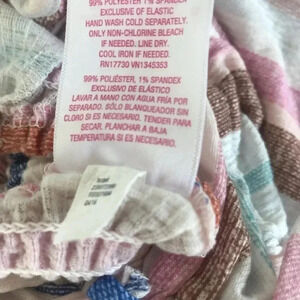 99% POLYESTER 1% SPANDEX
EXCLUSIVE OF ELASTIC
HAND WASH COLD SEPARATELY.
ONLY NON-CHLORINE BLEACH
IF NEEDED. LINE DRY.
COOL IRON IF NEEDED.
RN17730 VN1345353
99% POLIÉSTER, 1% SPANDEX
EXCLUSIVO DE ELÁSTICO
LAVAR A MANO CON AGUA FRÍA POR
SEPARADO. SÓLO BLANQUEADOR SIN
CLORO SI ES NECESARIO. TENDER PARA
SECAR. PLANCHAR A BAJA
TEMPERATURA SI ES NECESARIO.